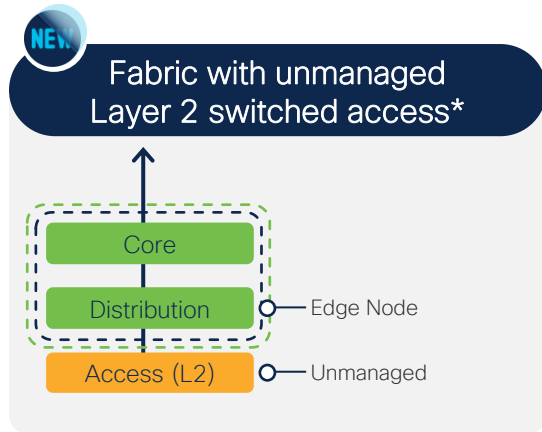 NEW
Fabric with unmanaged
Layer 2 switched access*
Core
Distribution
Edge Node
Access (L2)
Unmanaged